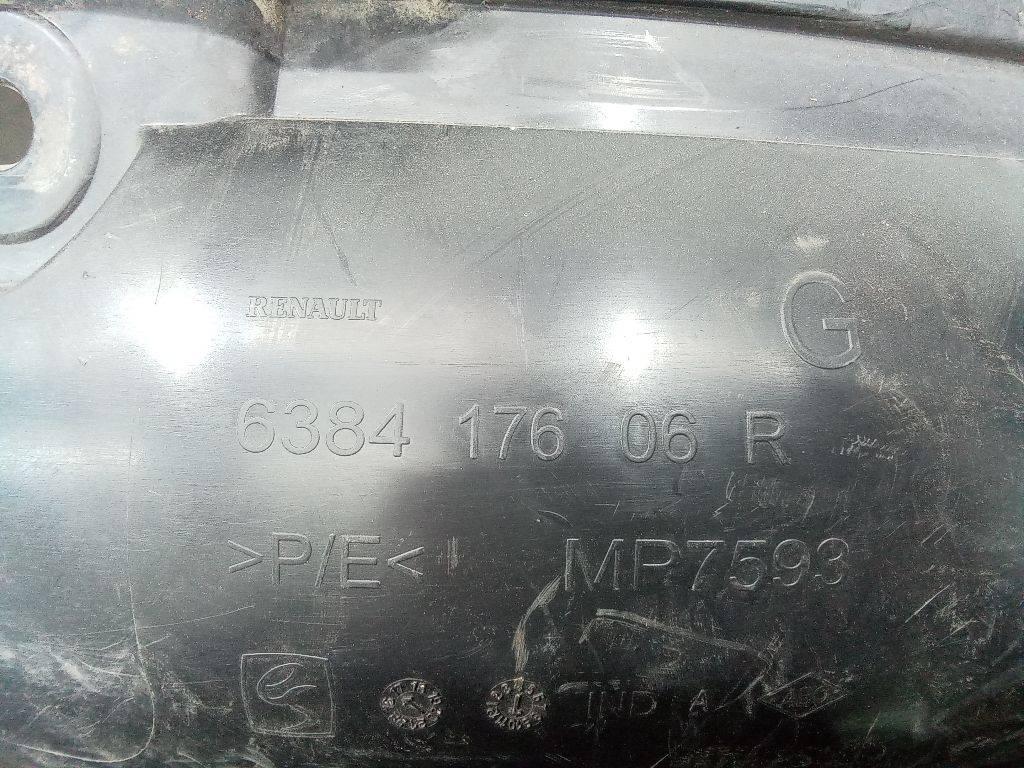 RENAULT
G
6384 176 06 R
>P/E< MP7593
IND A